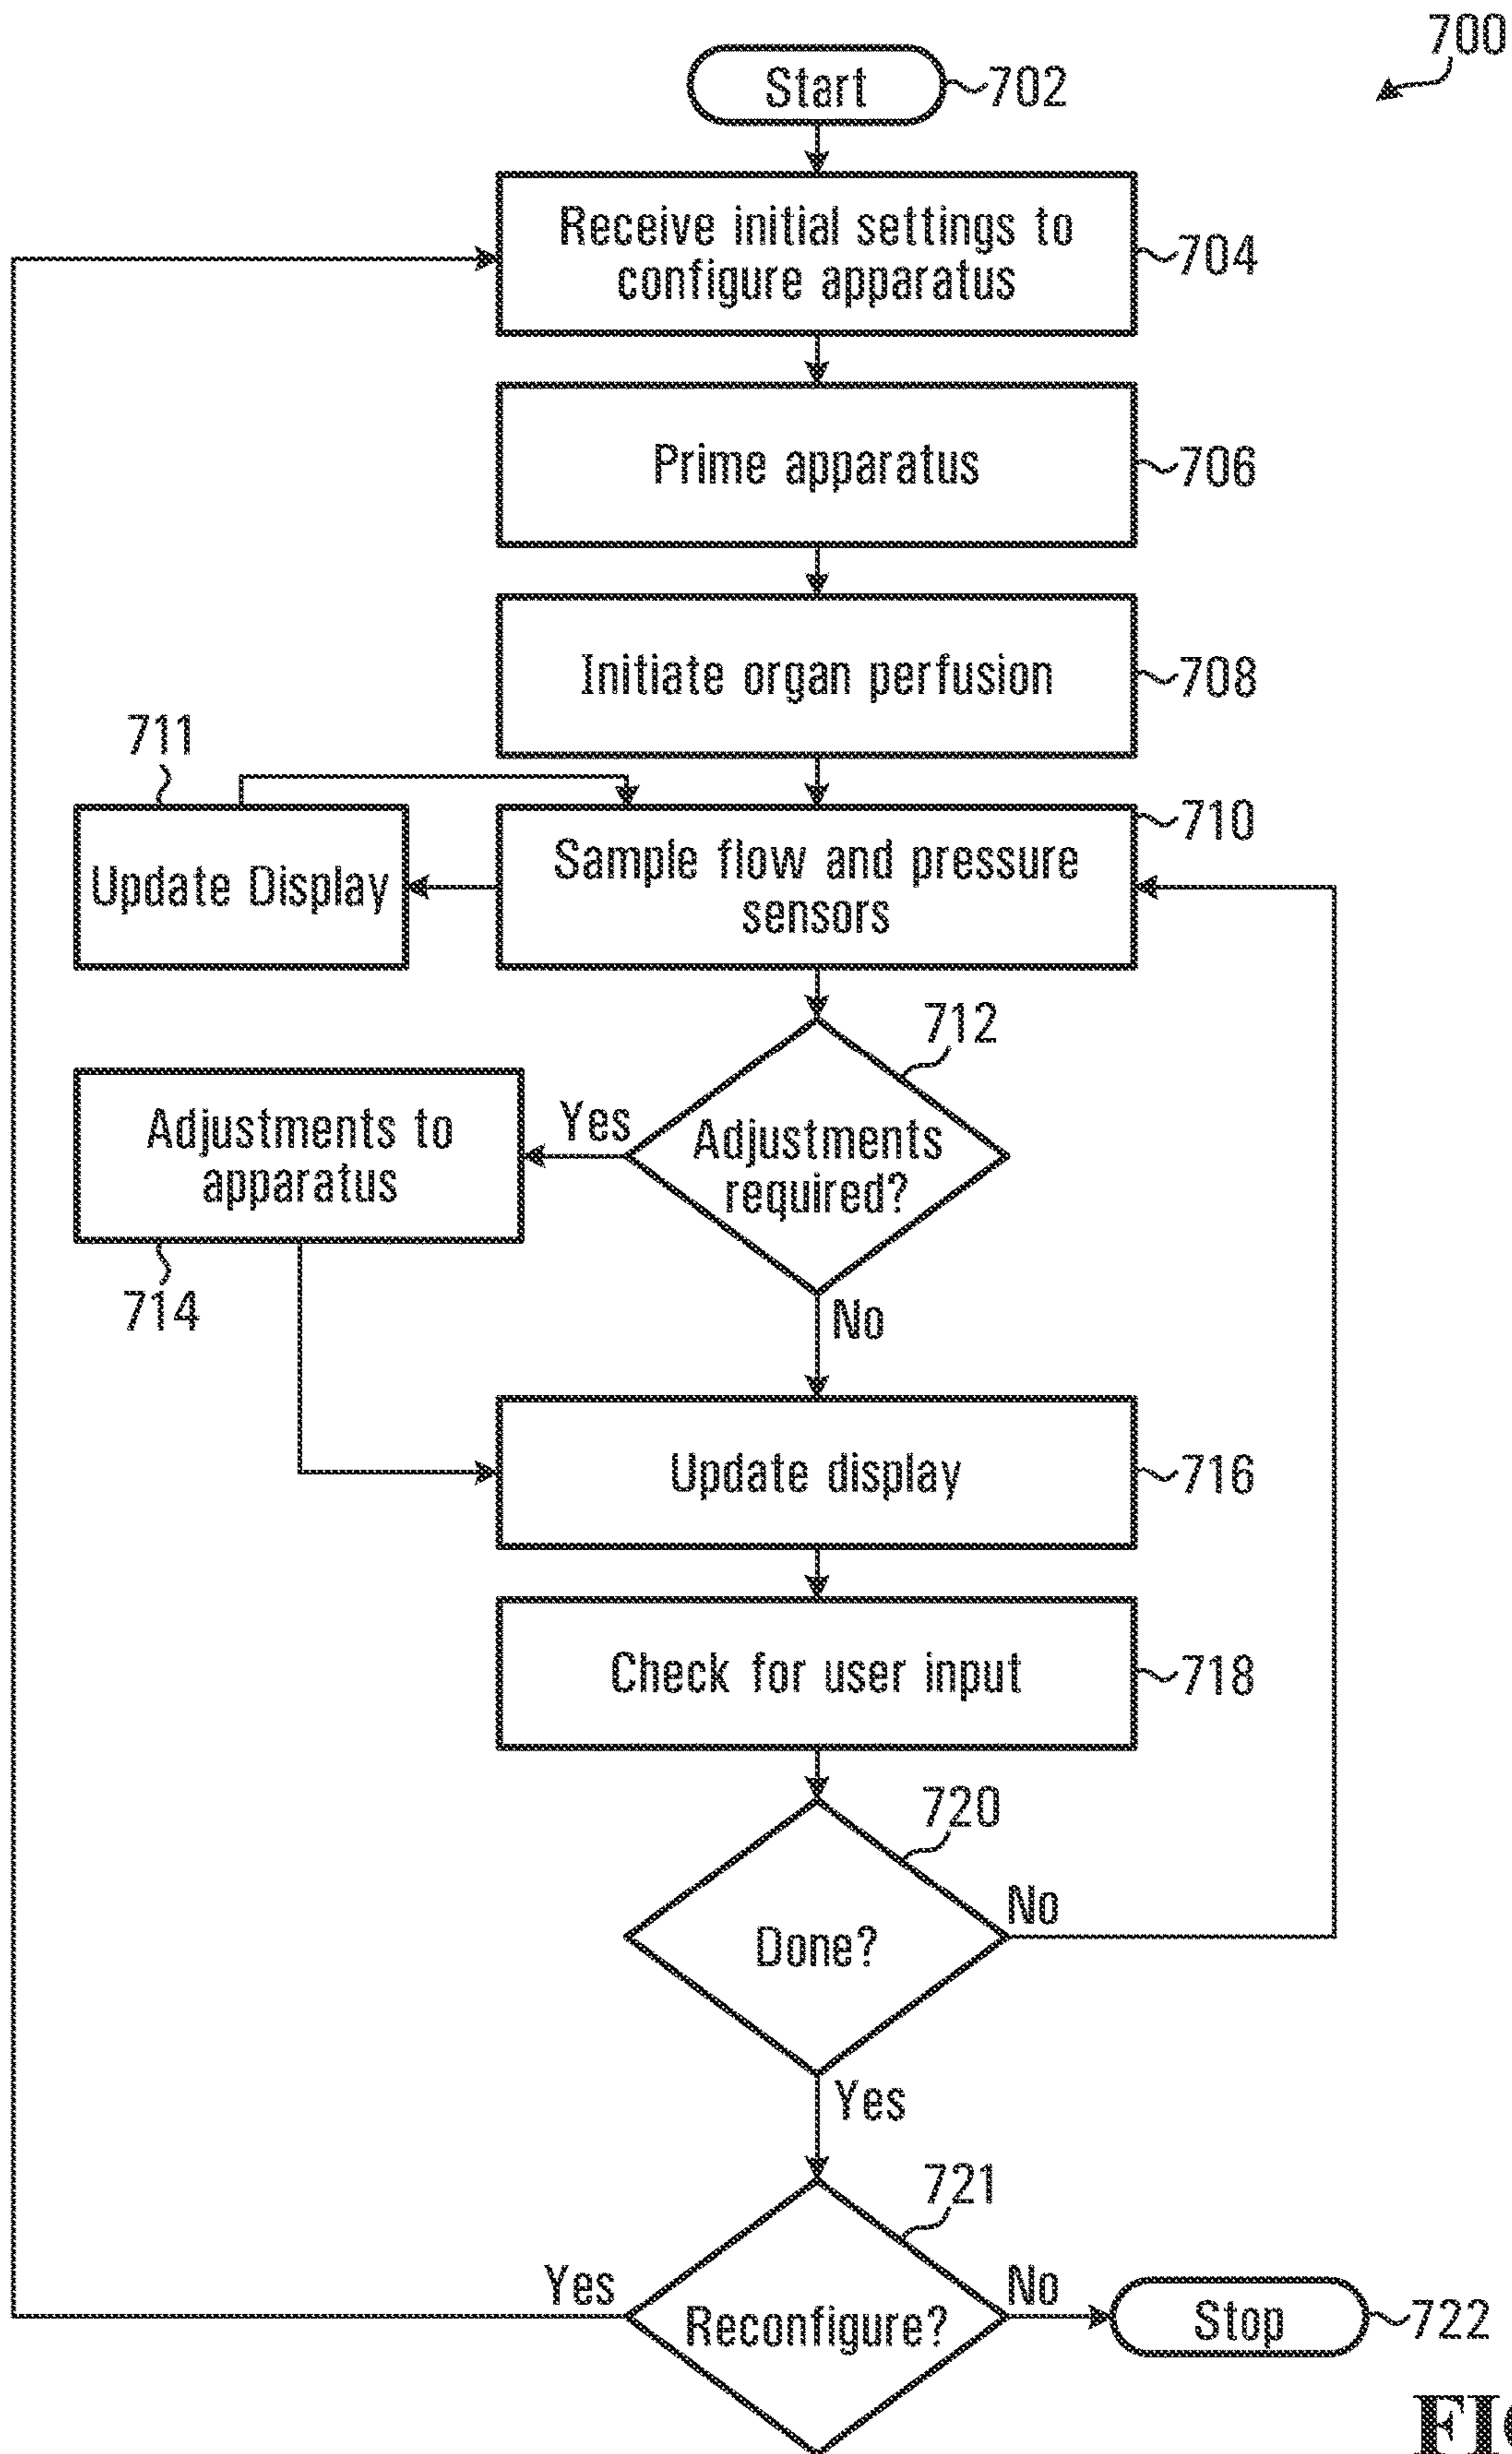 700
Start
702
Receive initial settings to
configure apparatus
704
Prime apparatus
706
Initiate organ perfusion
708
711
Update Display
Sample flow and pressure
sensors
710
712
Adjustments to
apparatus
Yes
Adjustments
required?
714
No
Update display
716
Check for user input
718
720
Done?
No
Yes
721
Yes
Reconfigure?
No
Stop
722